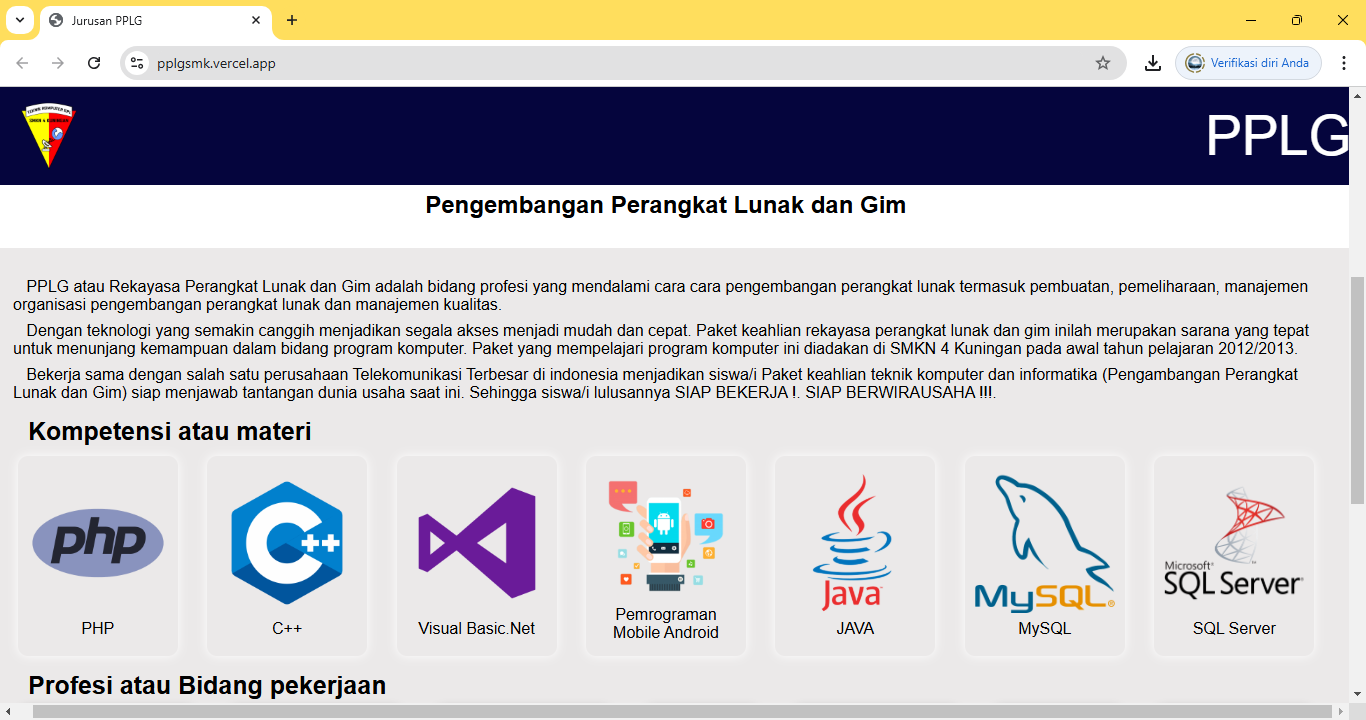 Jurusan PPLG
pplgsmk.vercel.app
Verifikasi diri Anda
SMKN 4 KUNINGAN
PPLG
Pengembangan Perangkat Lunak dan Gim
PPLG atau Rekayasa Perangkat Lunak dan Gim adalah bidang profesi yang mendalami cara cara pengembangan perangkat lunak termasuk pembuatan, pemeliharaan, manajemen
organisasi pengembangan perangkat lunak dan manajemen kualitas.
Dengan teknologi yang semakin canggih menjadikan segala akses menjadi mudah dan cepat. Paket keahlian rekayasa perangkat lunak dan gim inilah merupakan sarana yang tepat
untuk menunjang kemampuan dalam bidang program komputer. Paket yang mempelajari program komputer ini diadakan di SMKN 4 Kuningan pada awal tahun pelajaran 2012/2013.
Bekerja sama dengan salah satu perusahaan Telekomunikasi Terbesar di indonesia menjadikan siswa/i Paket keahlian teknik komputer dan informatika (Pengambangan Perangkat
Lunak dan Gim) siap menjawab tantangan dunia usaha saat ini. Sehingga siswa/i lulusannya SIAP BEKERJA !. SIAP BERWIRAUSAHA !!!.
Kompetensi atau materi
php
C++
Java
MySQL
Microsoft
SQL Server
PHP
C++
Visual Basic.Net
Pemrograman
Mobile Android
JAVA
MySQL
SQL Server
Profesi atau Bidang pekerjaan